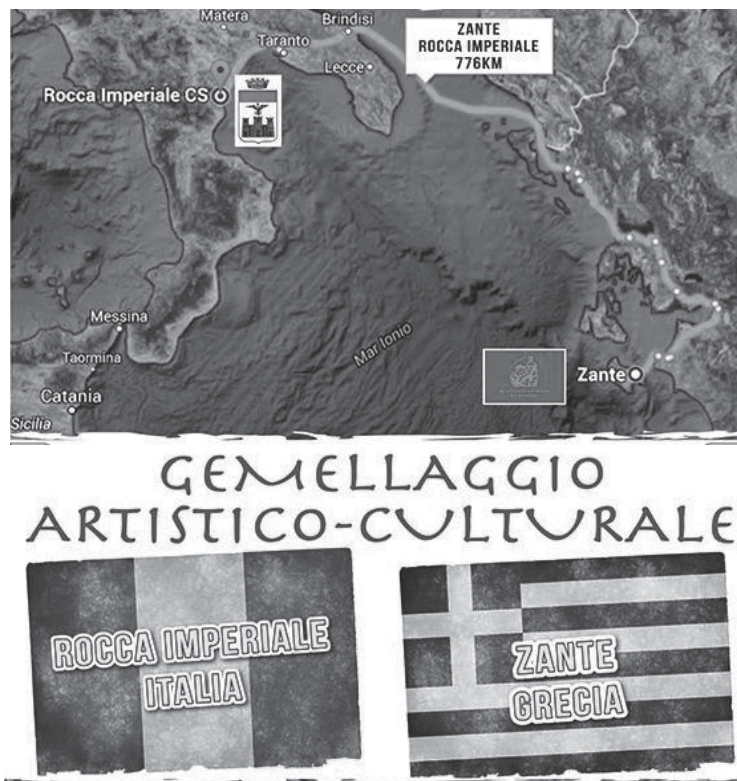 Matera
Brindisi
ZANTE
ROCCA IMPERIALE
776KM
Taranto
Lecce
Rocca Imperiale CS
Messina
Mar Ionio
Taormina
Zante
Catania
Sicilia
GEMELLAGGIO
ARTISTICO-CULTURALE
ROCCA IMPERIALE
ITALIA
ZANTE
GRECIA